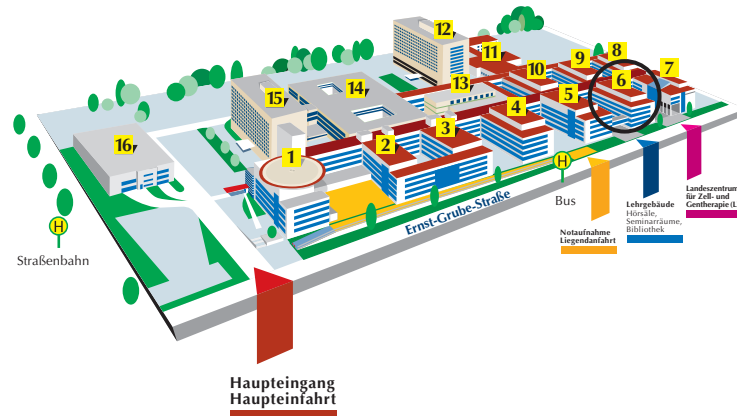 12
11
8
9
7
10
6
13
14
5
15
4
3
16
2
1
H
Bus
Ernst-Grube-Straße
H
Straßenbahn
Notaufnahme
Liegendanfahrt
Lehrgebäude
Hörsäle,
Seminarräume,
Bibliothek
Landeszentrum
für Zell- und
Gentherapie (L
Haupteingang
Haupteinfahrt